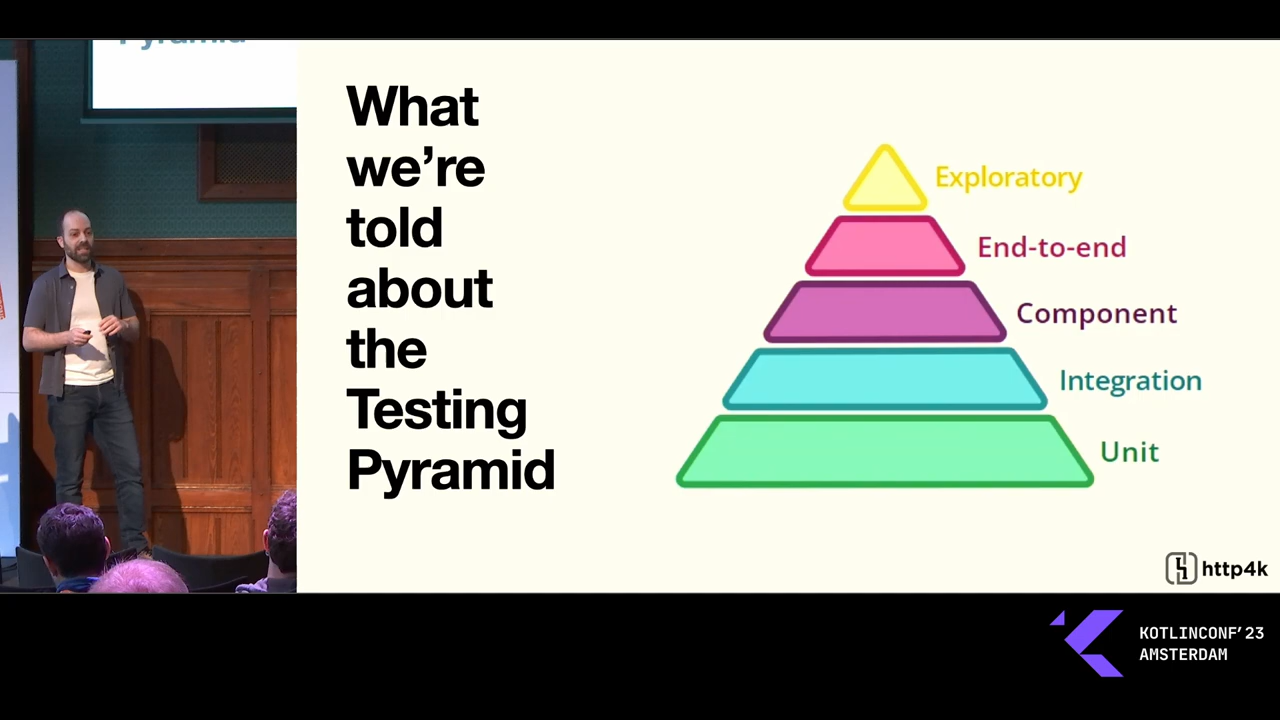 Pyramid
What
we're
told
about
the
Testing
Pyramid
Exploratory
End-to-end
Component
Integration
Unit
http4k
KOTLINCONF'23
AMSTERDAM